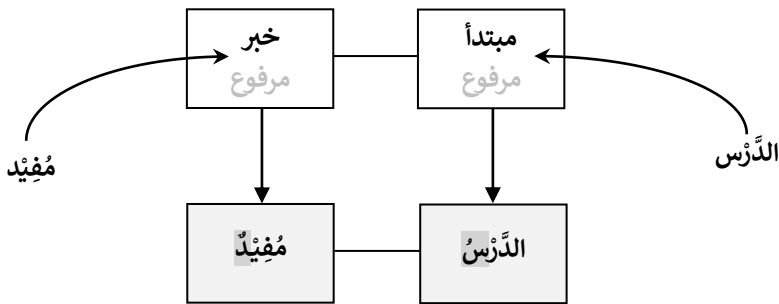 مبتدأ
مرفوع
خبر
مرفوع
الدَّرْس
مُفِيْد
الدَّرْسُ
مُفِيْدٌ